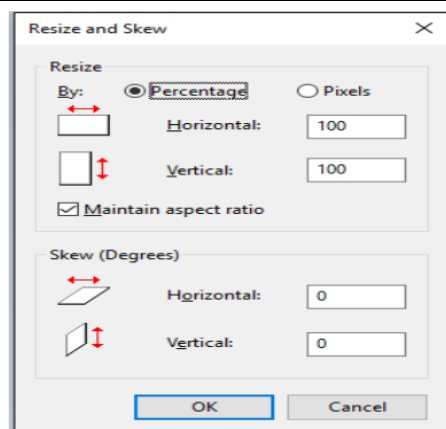 Resize and Skew
Resize
By: Percentage Pixels
Horizontal: 100
Vertical: 100
Maintain aspect ratio
Skew (Degrees)
Horizontal: 0
Vertical: 0
OK Cancel